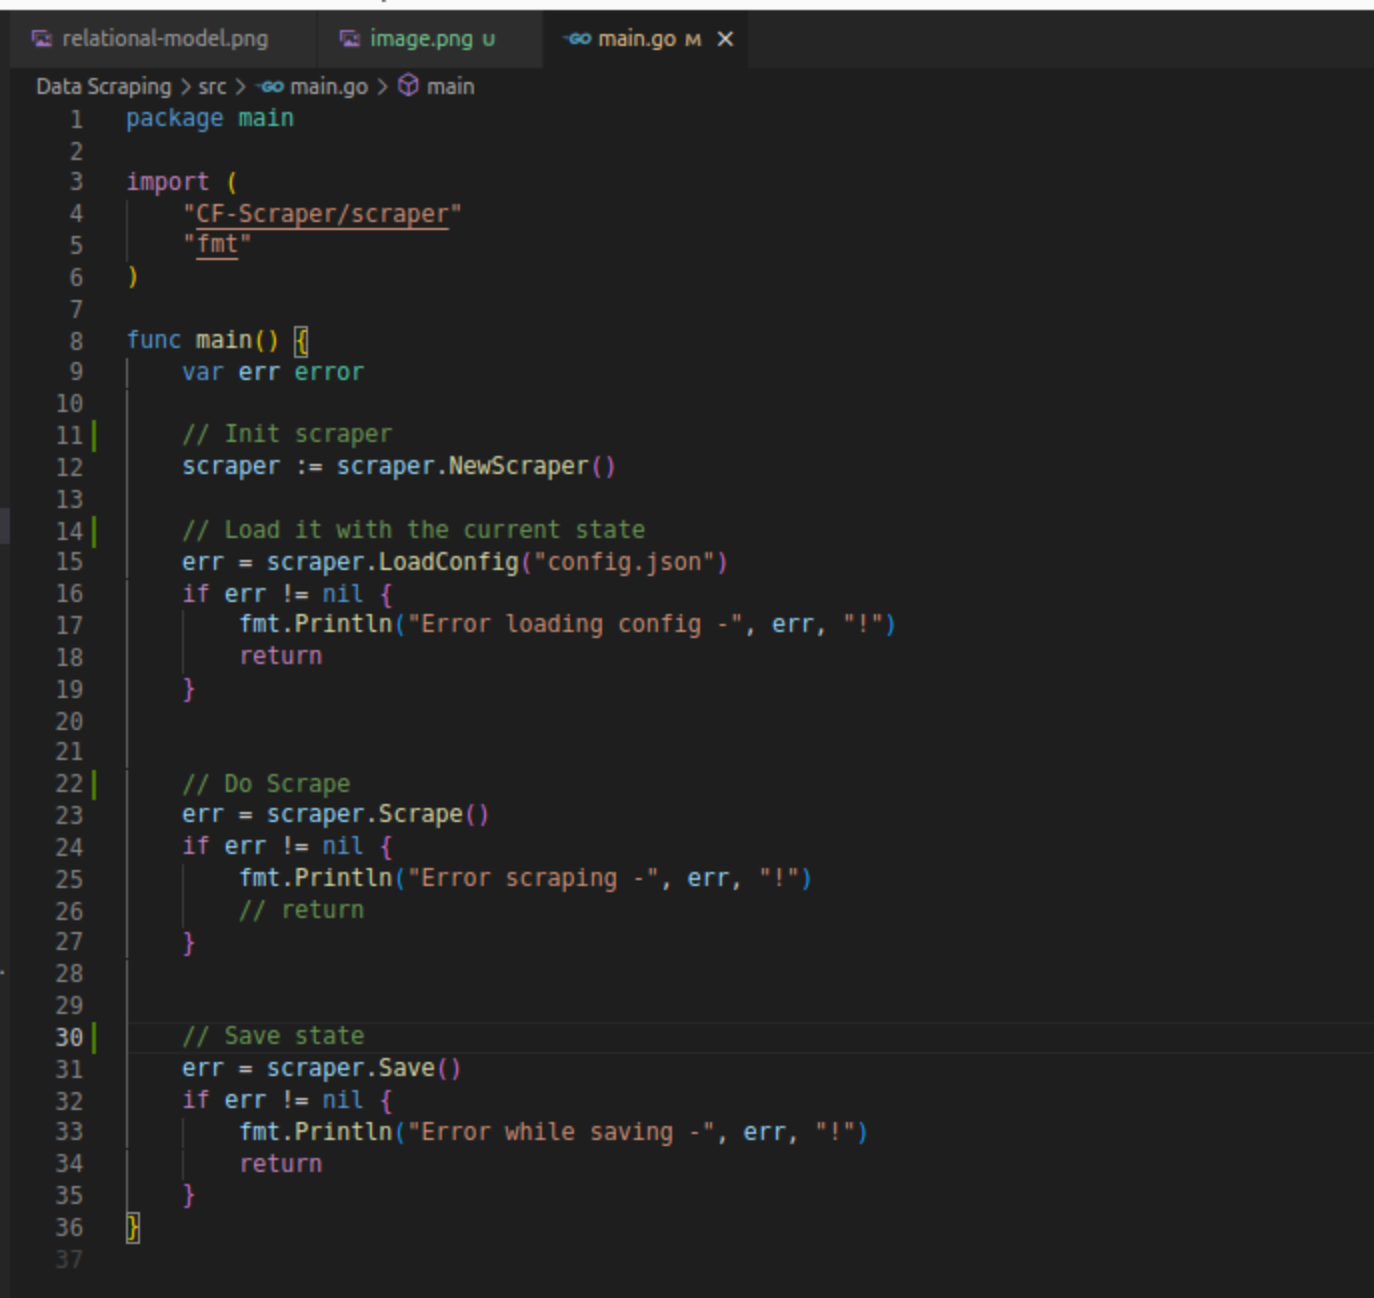 relational-model.png image.png U GO main.go M
Data Scraping > src > GO main.go > main
1 package main
2
3 import (
4 "CF-Scraper/scraper"
5 "fmt"
6 )
7
8 func main() {
9 var err error
10
11 // Init scraper
12 scraper := scraper.NewScraper()
13
14 // Load it with the current state
15 err = scraper.LoadConfig("config.json")
16 if err != nil {
17 fmt.Println("Error loading config -", err, "!")
18 return
19 }
20
21
22 // Do Scrape
23 err = scraper.Scrape()
24 if err != nil {
25 fmt.Println("Error scraping -", err, "!")
26 // return
27 }
28
29
30 // Save state
31 err = scraper.Save()
32 if err != nil {
33 fmt.Println("Error while saving -", err, "!")
34 return
35 }
36 }
37